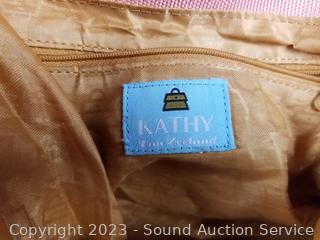 KATHY
Van Zeeland
Copyright 2023 - Sound Auction Service